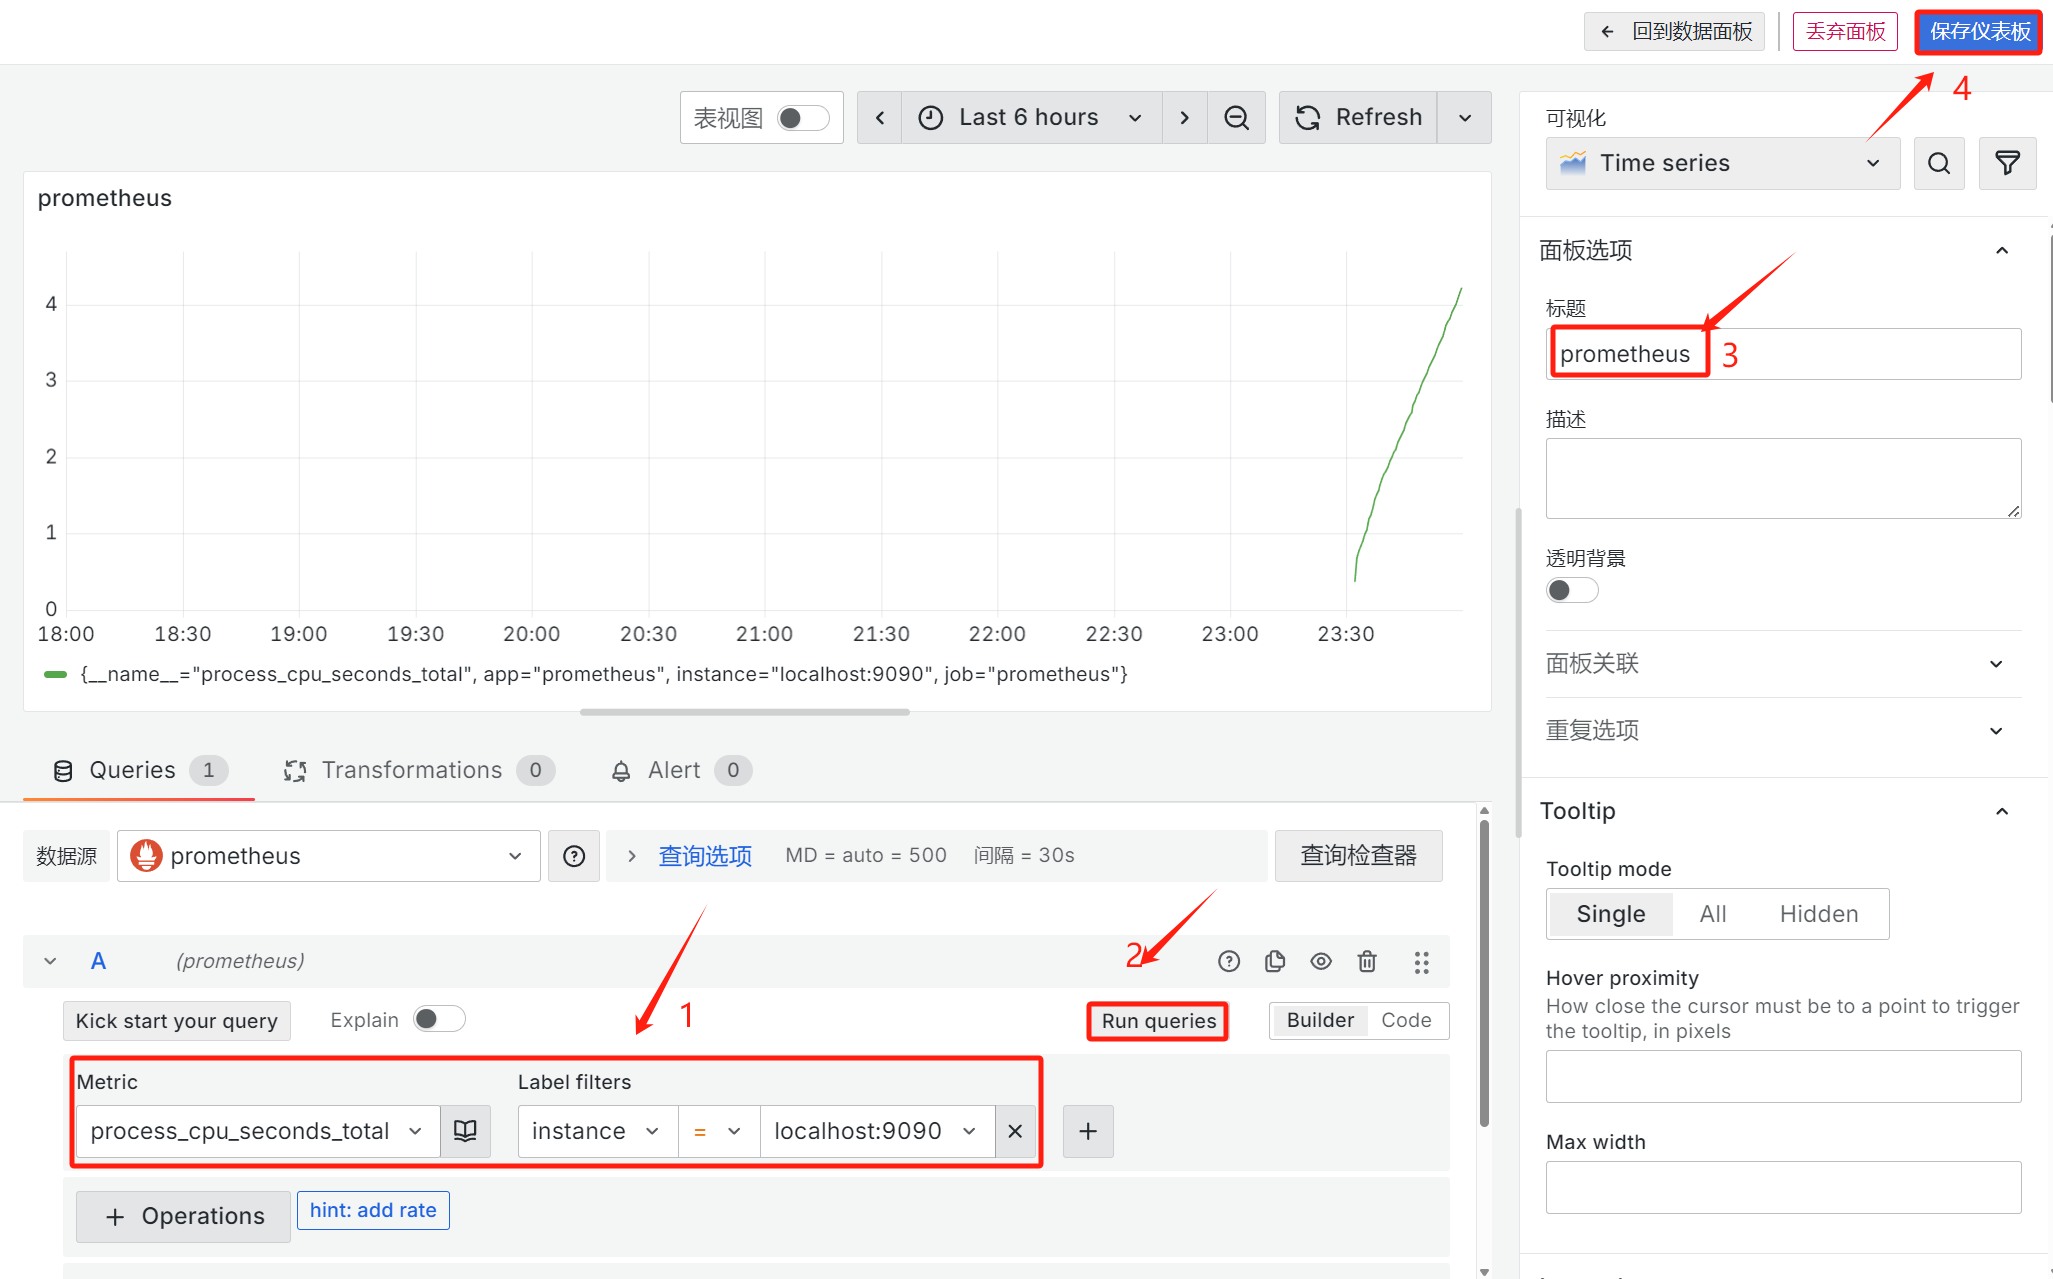 回到数据面板 丢弃面板 保存仪表板
4
表视图 Last 6 hours Refresh
可视化
Time series
prometheus
4
3
2
1
0
18:00 18:30 19:00 19:30 20:00 20:30 21:00 21:30 22:00 22:30 23:00 23:30
{__name__="process_cpu_seconds_total", app="prometheus", instance="localhost:9090", job="prometheus"}
面板选项
标题
prometheus 3
描述
透明背景
面板关联
重复选项
Queries 1 Transformations 0 Alert 0
数据源 prometheus 查询选项 MD = auto = 500 间隔 = 30s 查询检查器
A (prometheus) 2
1
Kick start your query Explain Run queries Builder Code
Metric Label filters
process_cpu_seconds_total instance = localhost:9090
+ Operations hint: add rate
Tooltip
Tooltip mode
Single All Hidden
Hover proximity
How close the cursor must be to a point to trigger
the tooltip, in pixels
Max width